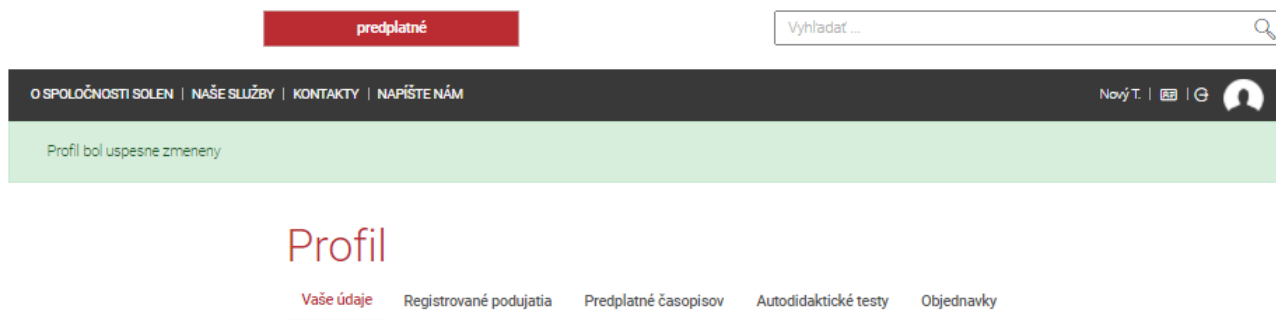 predplatné
Vyhľadať ...
O SPOLOČNOSTI SOLEN | NAŠE SLUŽBY | KONTAKTY | NAPÍŠTE NÁM
Nový T. | |
Profil bol uspesne zmeneny
Profil
Vaše údaje Registrované podujatia Predplatné časopisov Autodidaktické testy Objednavky